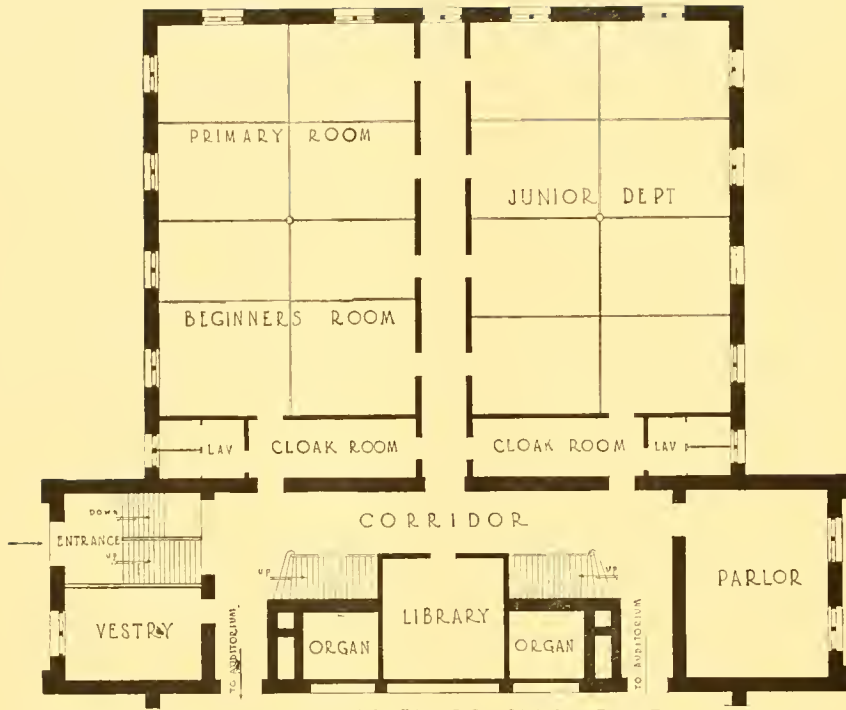 PRIMARY ROOM
JUNIOR DEPT
BEGINNERS ROOM
LAV
CLOAK ROOM
CLOAK ROOM
LAV
DOWN
CORRIDOR
ENTRANCE
UP
UP
UP
PARLOR
VESTRY
TO AUDITORIUM
ORGAN
LIBRARY
ORGAN
TO AUDITORIUM